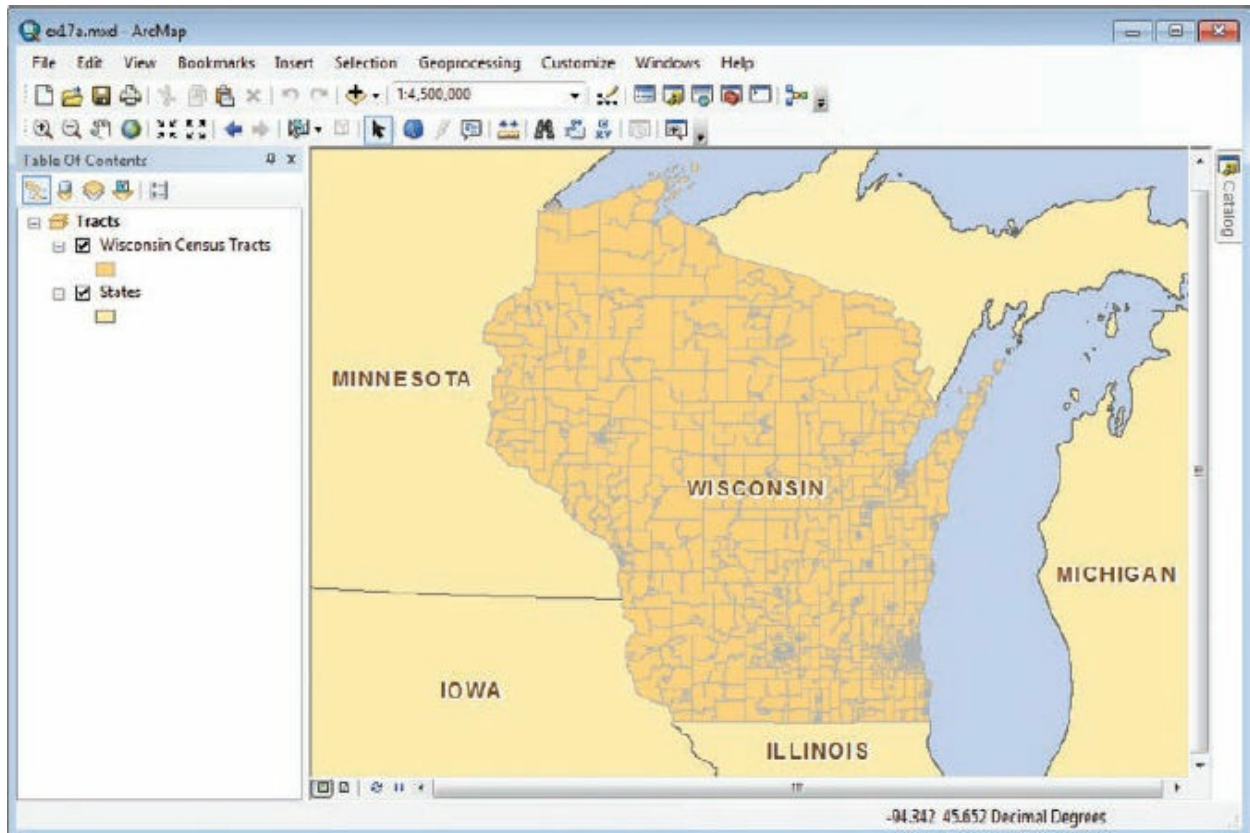 ex17a.mxd - ArcMap
File Edit View Bookmarks Insert Selection Geoprocessing Customize Windows Help
1:4,500,000
Table Of Contents
Tracts
Wisconsin Census Tracts
States
Catalog
MINNESOTA
WISCONSIN
MICHIGAN
IOWA
ILLINOIS
-94.342 45.652 Decimal Degrees